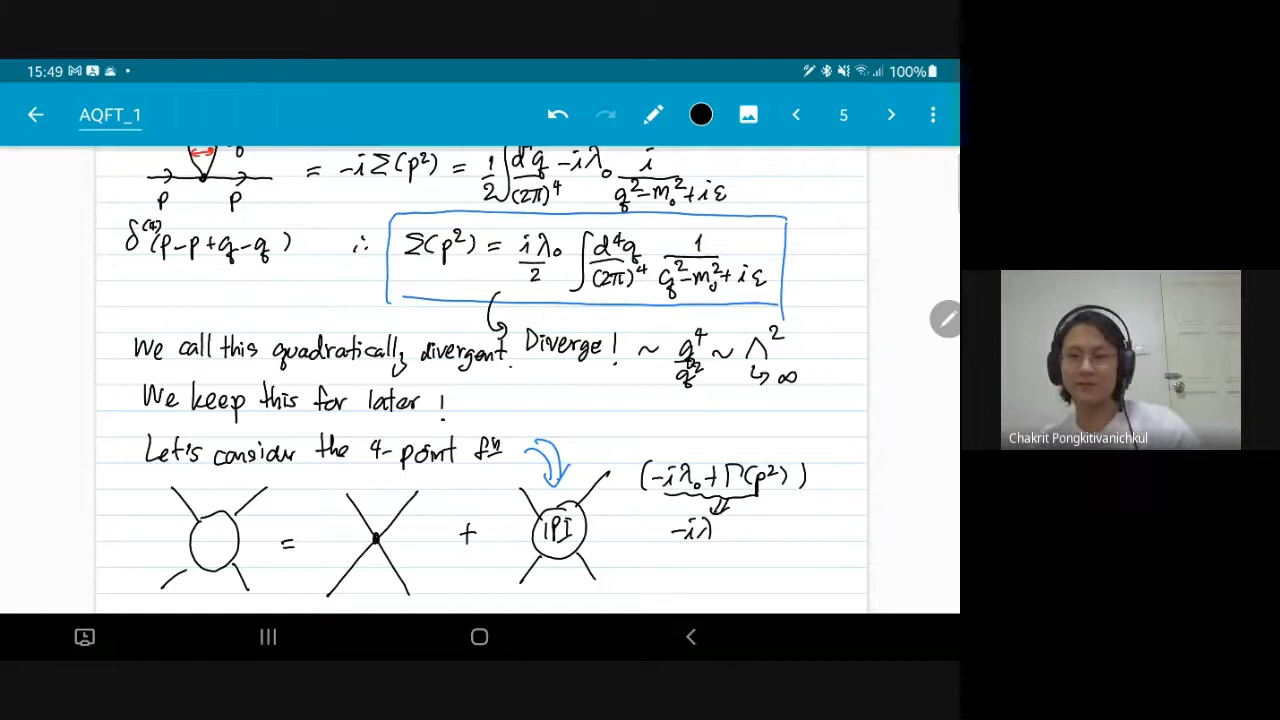 15:49 100%
AQFT_1 5
= -iΣ(p²) = 1/2 ∫ d⁴q/(2π)⁴ -iλ₀ i/(q²-m₀²+iε)
p p
δ⁽⁴⁾(p-p+q-q) ∴ Σ(p²) = iλ₀/2 ∫ d⁴q/(2π)⁴ 1/(q²-m₀²+iε)
We call this quadratically divergent. Diverge! ~ q⁴/q² ~ Λ²
↳ ∞
We keep this for later!
Let's consider the 4-point fn
(-iλ₀+Γ(p²))
= + 1PI -iλ
Chakrit Pongkitivanichkul